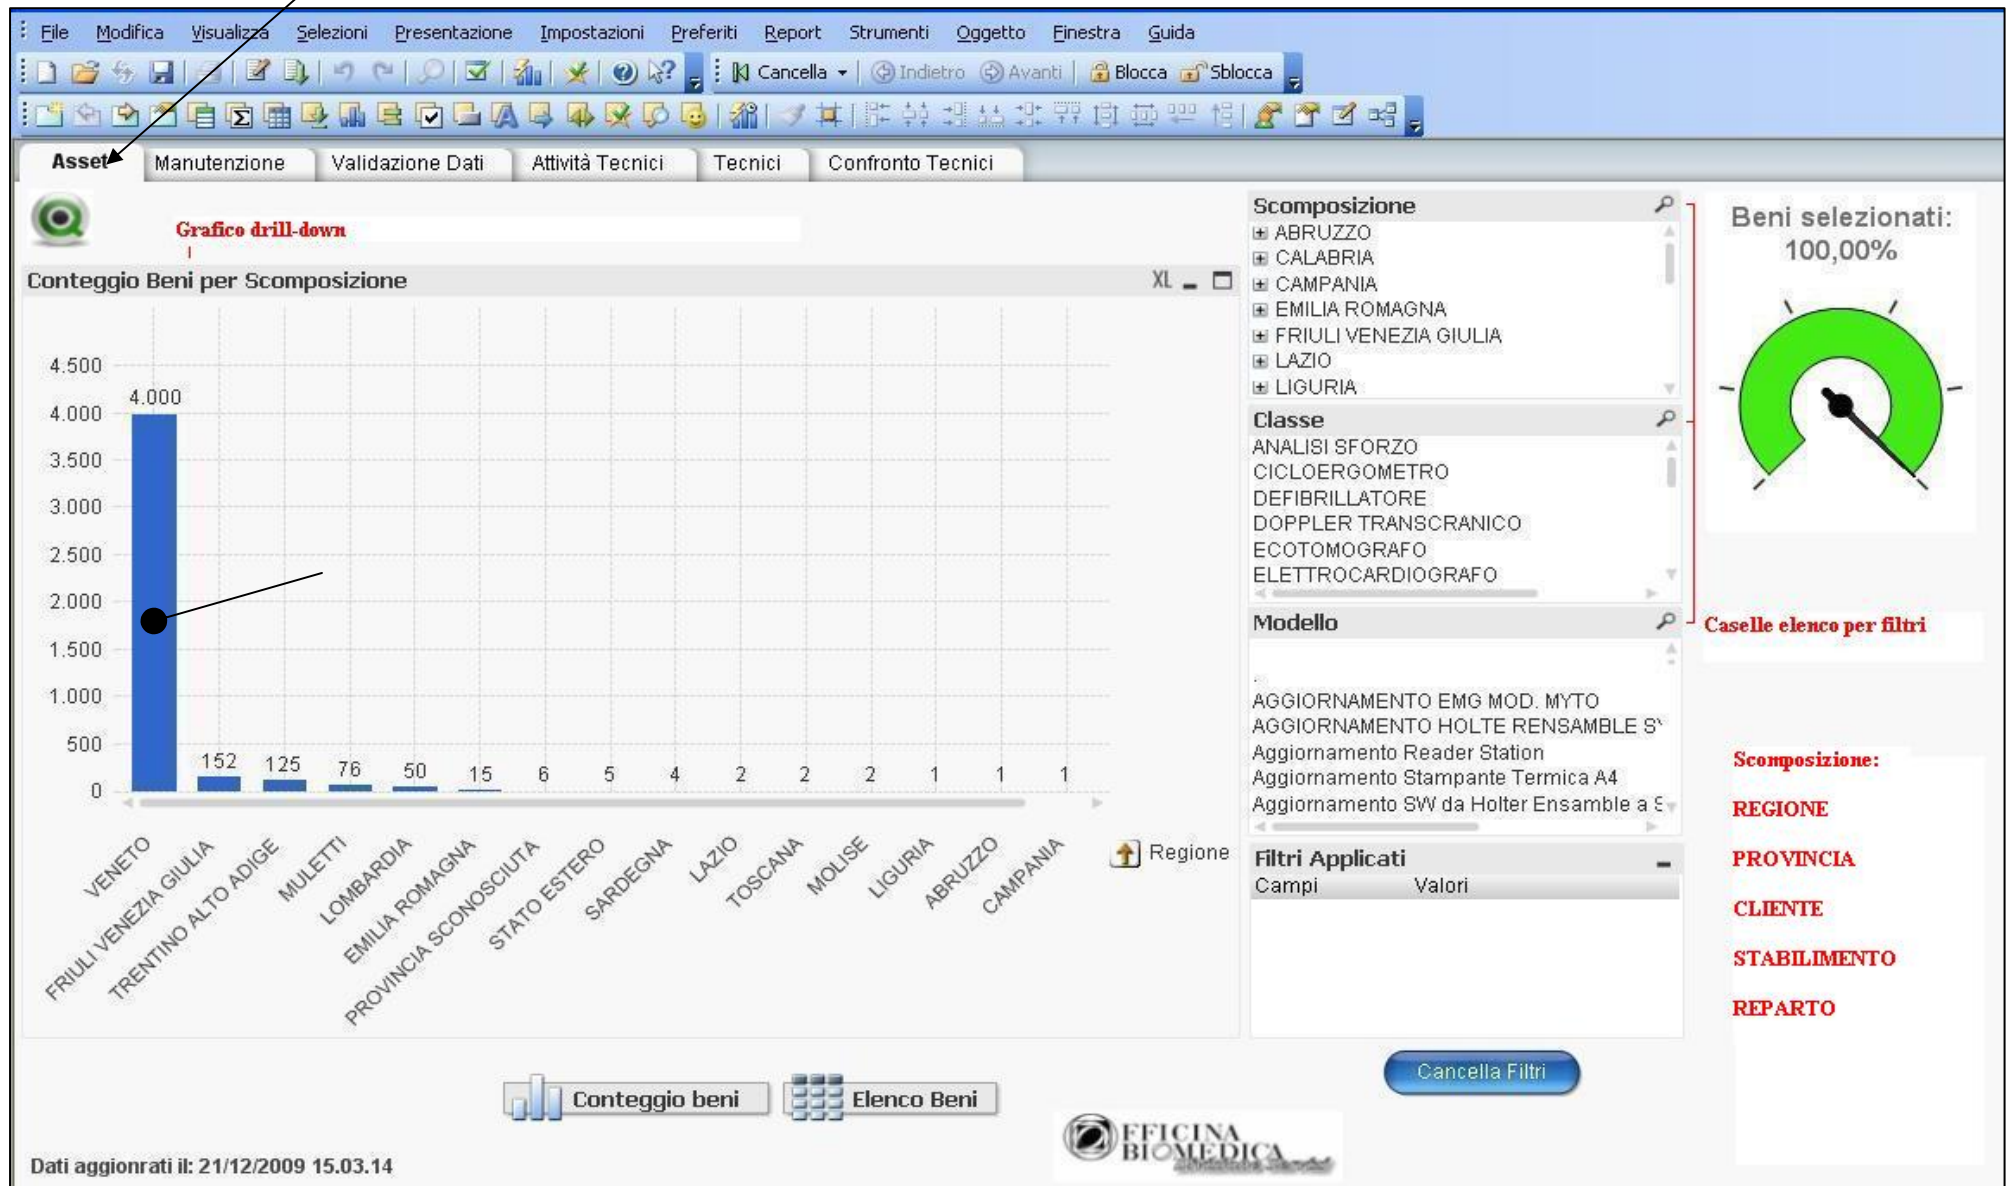 File Modifica Visualizza Selezioni Presentazione Impostazioni Preferiti Report Strumenti Oggetto Finestra Guida
Cancella Indietro Avanti Blocca Sblocca
Asset Manutenzione Validazione Dati Attività Tecnici Tecnici Confronto Tecnici
Grafico drill-down
Conteggio Beni per Scomposizione XL
4.500
4.000
3.500
3.000
2.500
2.000
1.500
1.000
500
0
4.000 152 125 76 50 15 6 5 4 2 2 2 1 1 1
VENETO
FRIULI VENEZIA GIULIA
TRENTINO ALTO ADIGE
MULETTI
LOMBARDIA
EMILIA ROMAGNA
PROVINCIA SCONOSCIUTA
STATO ESTERO
SARDEGNA
LAZIO
TOSCANA
MOLISE
LIGURIA
ABRUZZO
CAMPANIA
Regione
Scomposizione
ABRUZZO
CALABRIA
CAMPANIA
EMILIA ROMAGNA
FRIULI VENEZIA GIULIA
LAZIO
LIGURIA
Classe
ANALISI SFORZO
CICLOERGOMETRO
DEFIBRILLATORE
DOPPLER TRANSCRANICO
ECOTOMOGRAFO
ELETTROCARDIOGRAFO
Modello
.
AGGIORNAMENTO EMG MOD. MYTO
AGGIORNAMENTO HOLTE RENSAMBLE
Aggiornamento Reader Station
Aggiornamento Stampante Termica A4
Aggiornamento SW da Holter Ensamble a
Filtri Applicati
Campi Valori
Cancella Filtri
Beni selezionati:
100,00%
Caselle elenco per filtri
Scomposizione:
REGIONE
PROVINCIA
CLIENTE
STABILIMENTO
REPARTO
Conteggio beni Elenco Beni
EFFICINA
BIOMEDICA
Dati aggionrati il: 21/12/2009 15.03.14